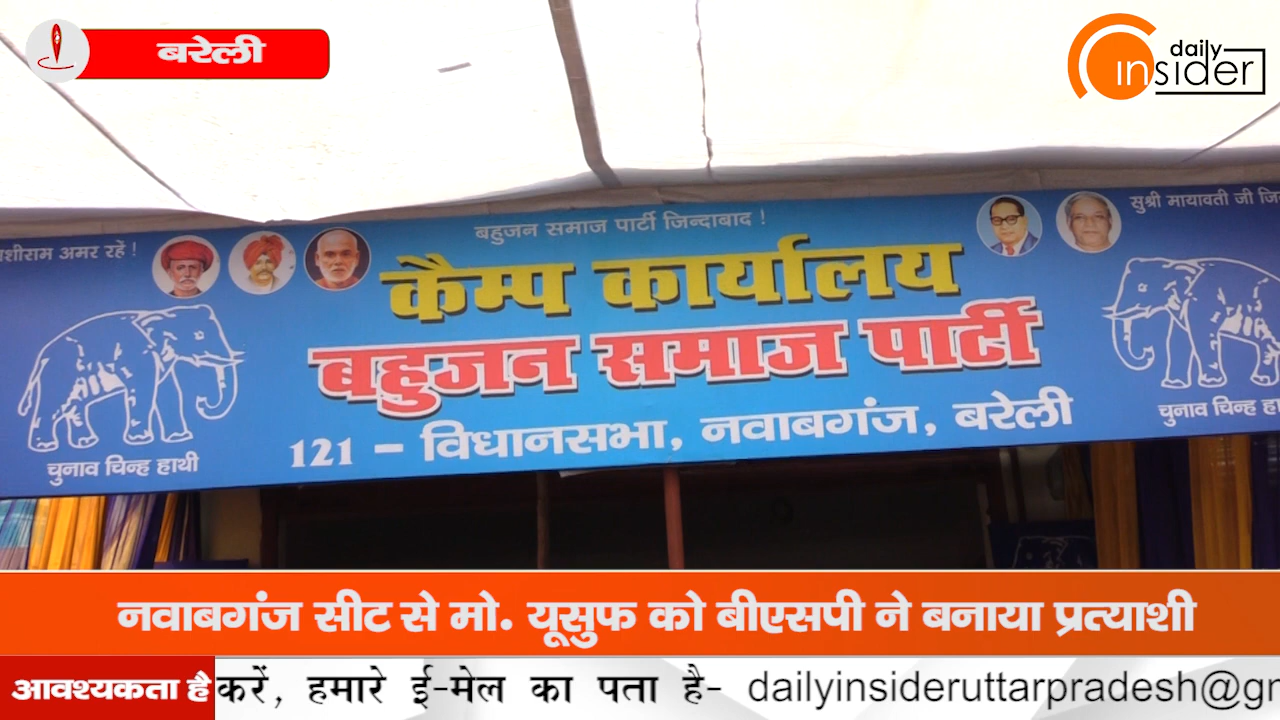 बरेली
daily
insider
बहुजन समाज पार्टी जिन्दाबाद !
अमर रहें !
सुश्री मायावती जी
कैम्प कार्यालय
बहुजन समाज पार्टी
121 - विधानसभा, नवाबगंज, बरेली
चुनाव चिन्ह हाथी
चुनाव चिन्ह
नवाबगंज सीट से मो. यूसुफ को बीएसपी ने बनाया प्रत्याशी
आवश्यकता है
करें, हमारे ई-मेल का पता है- dailyinsideruttarpradesh@